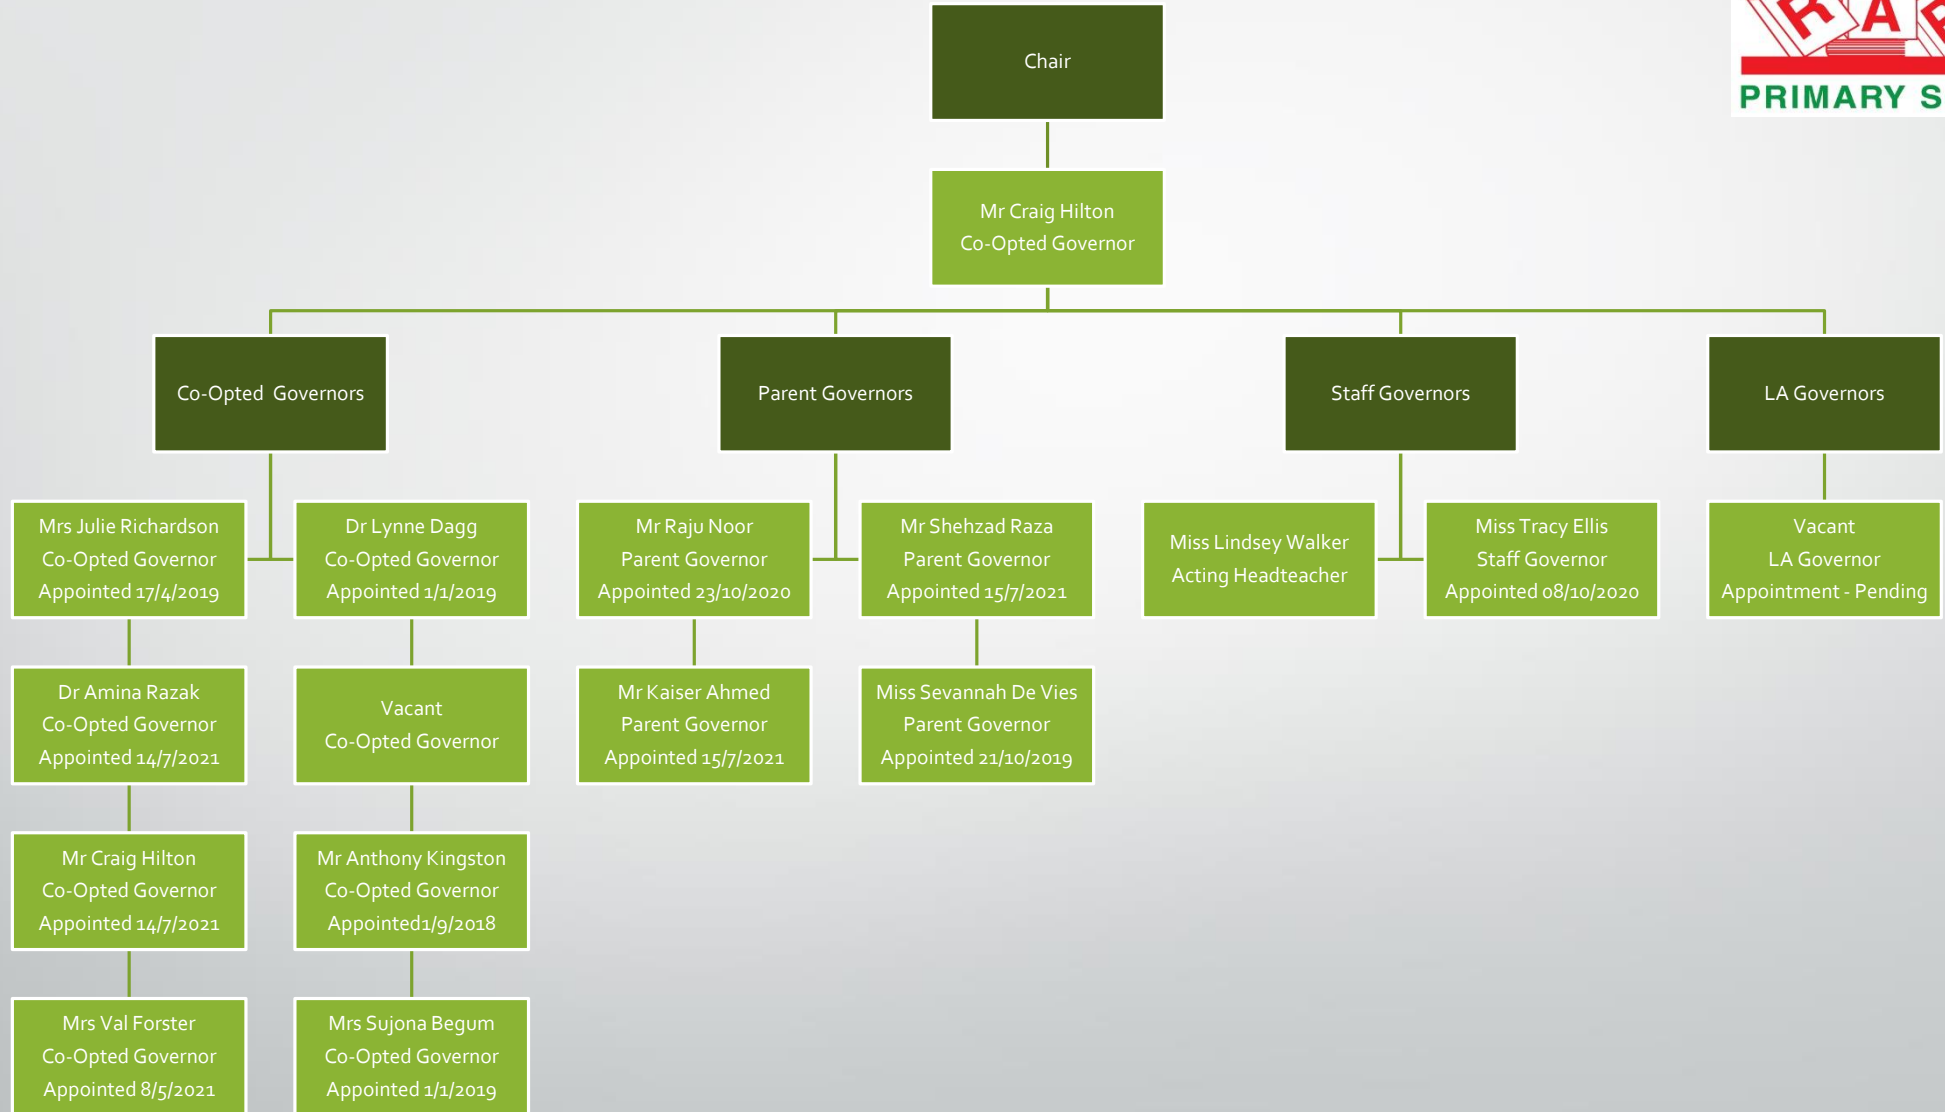 Chair
PRIMARY
Mr Craig Hilton
Co-Opted Governor
Co-Opted Governors
Parent Governors
Staff Governors
LA Governors
Mrs Julie Richardson
Co-Opted Governor
Appointed 17/4/2019
Dr Lynne Dagg
Co-Opted Governor
Appointed 1/1/2019
Mr Raju Noor
Parent Governor
Appointed 23/10/2020
Mr Shehzad Raza
Parent Governor
Appointed 15/7/2021
Miss Lindsey Walker
Acting Headteacher
Miss Tracy Ellis
Staff Governor
Appointed 08/10/2020
Vacant
LA Governor
Appointment - Pending
Dr Amina Razak
Co-Opted Governor
Appointed 14/7/2021
Vacant
Co-Opted Governor
Mr Kaiser Ahmed
Parent Governor
Appointed 15/7/2021
Miss Sevannah De Vies
Parent Governor
Appointed 21/10/2019
Mr Craig Hilton
Co-Opted Governor
Appointed 14/7/2021
Mr Anthony Kingston
Co-Opted Governor
Appointed1/9/2018
Mrs Val Forster
Co-Opted Governor
Appointed 8/5/2021
Mrs Sujona Begum
Co-Opted Governor
Appointed 1/1/2019